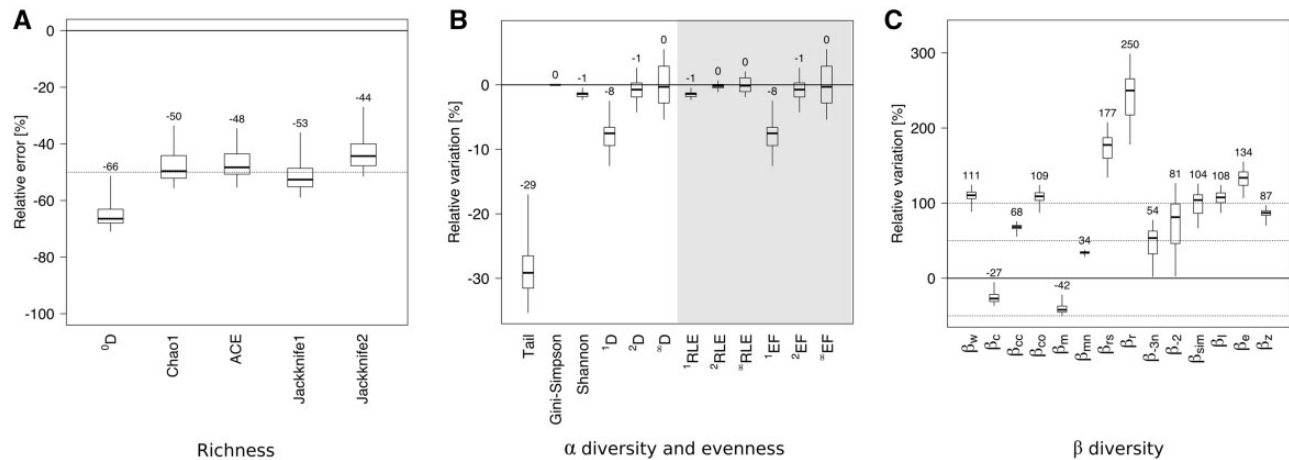 A
Relative error [%]
0
-20
-40
-60
-80
-100
-66
-50
-48
-53
-44
⁰D
Chao1
ACE
Jackknife1
Jackknife2
Richness
B
Relative variation [%]
0
-10
-20
-30
-29
0
-1
-8
-1
0
-1
0
0
-8
-1
0
Tail
Gini-Simpson
Shannon
¹D
²D
∞D
¹RLE
²RLE
∞RLE
¹EF
²EF
∞EF
α diversity and evenness
C
Relative variation [%]
300
200
100
0
111
-27
68
109
-42
34
177
250
54
81
104
108
134
87
βw
βc
βcc
βco
βm
βmn
βrs
βr
β-3n
β-2
βsim
βI
βe
βz
β diversity